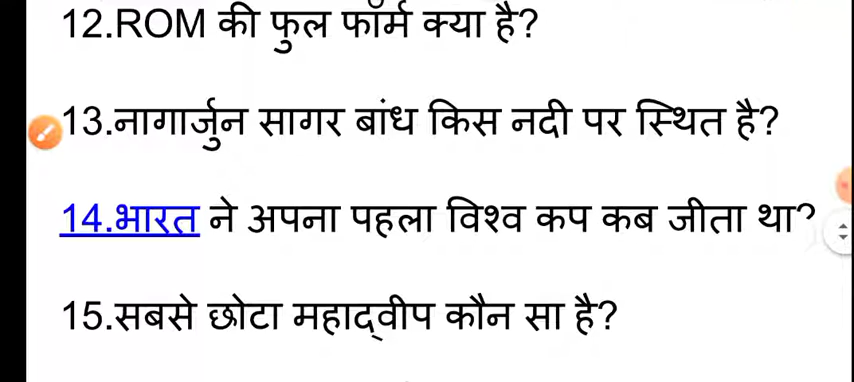 12.ROM की फुल फॉर्म क्या है?
13.नागार्जुन सागर बांध किस नदी पर स्थित है?
14.भारत ने अपना पहला विश्व कप कब जीता था?
15.सबसे छोटा महाद्वीप कौन सा है?